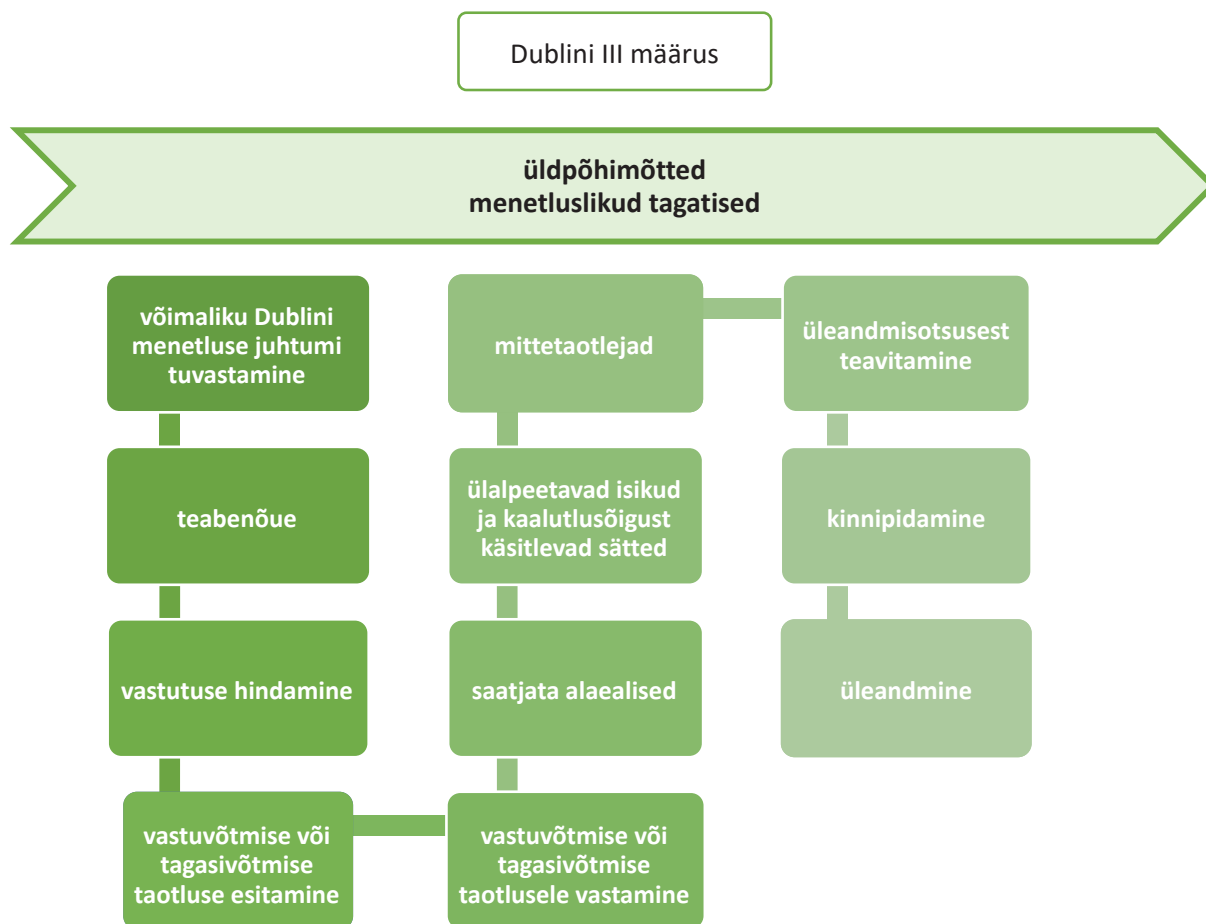 Dublini III määrus
üldpõhimõtted
menetluslikud tagatised
võimaliku Dublini
menetluse juhtumi
tuvastamine
teabenõue
vastutuse hindamine
vastuvõtmise või
tagasivõtmise
taotluse esitamine
vastuvõtmise või
tagasivõtmise
taotlusele vastamine
saatjata alaealised
ülalpeetavad isikud
ja kaalutlusõigust
käsitlevad sätted
mittetaotlejad
üleandmisotsusest
teavitamine
kinnipidamine
üleandmine